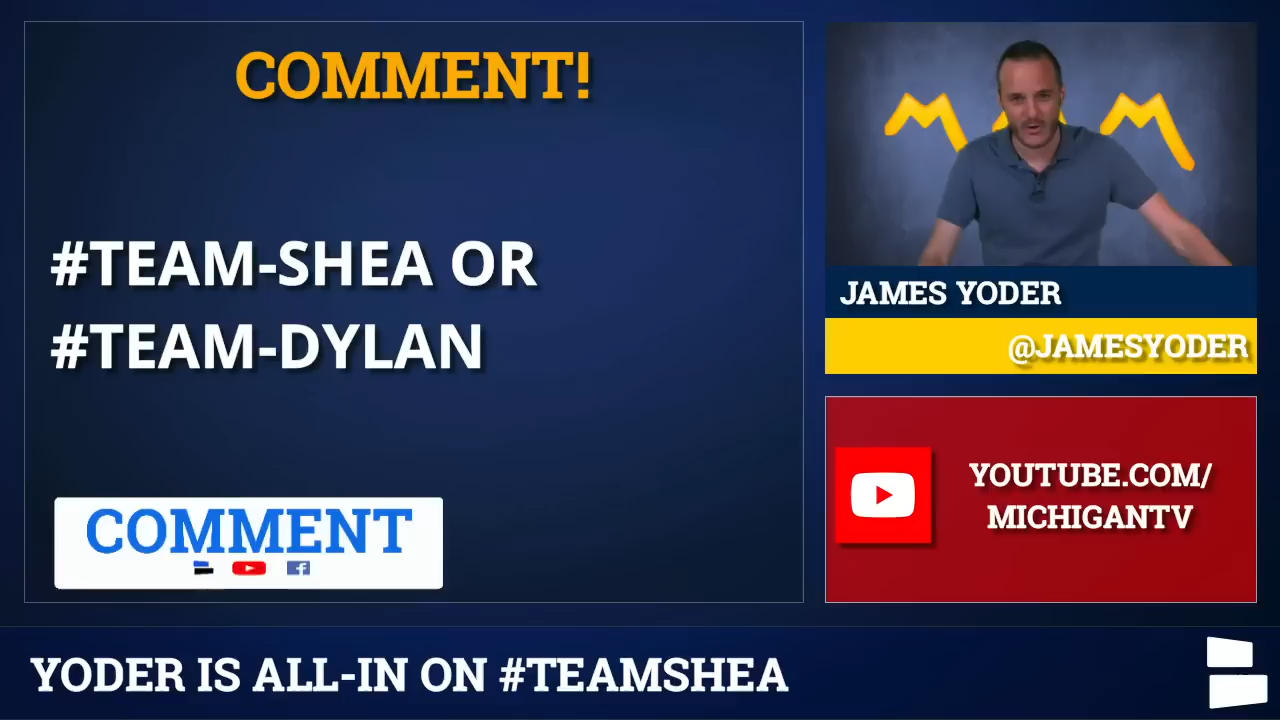 COMMENT!
#TEAM-SHEA OR
#TEAM-DYLAN
COMMENT
JAMES YODER
@JAMESYODER
YOUTUBE.COM/
MICHIGANTV
YODER IS ALL-IN ON #TEAMSHEA